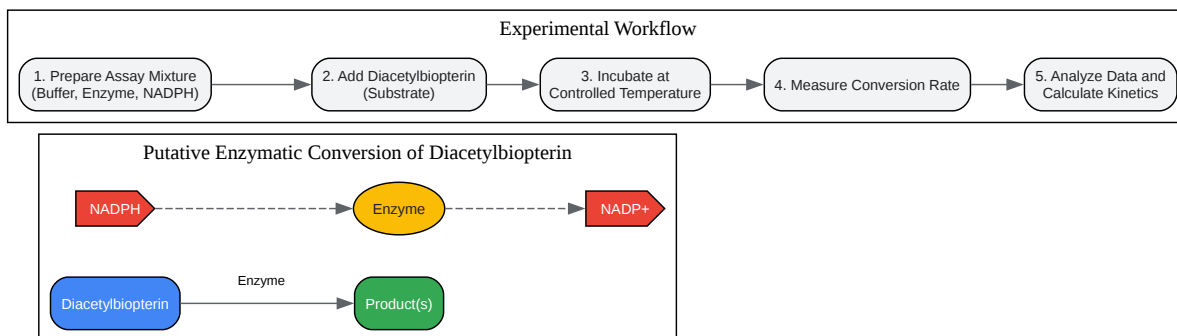 Experimental Workflow
1. Prepare Assay Mixture
(Buffer, Enzyme, NADPH)
2. Add Diacetylbiopterin
(Substrate)
3. Incubate at
Controlled Temperature
4. Measure Conversion Rate
5. Analyze Data and
Calculate Kinetics
Putative Enzymatic Conversion of Diacetylbiopterin
NADPH
Enzyme
NADP+
Diacetylbiopterin
Enzyme
Product(s)